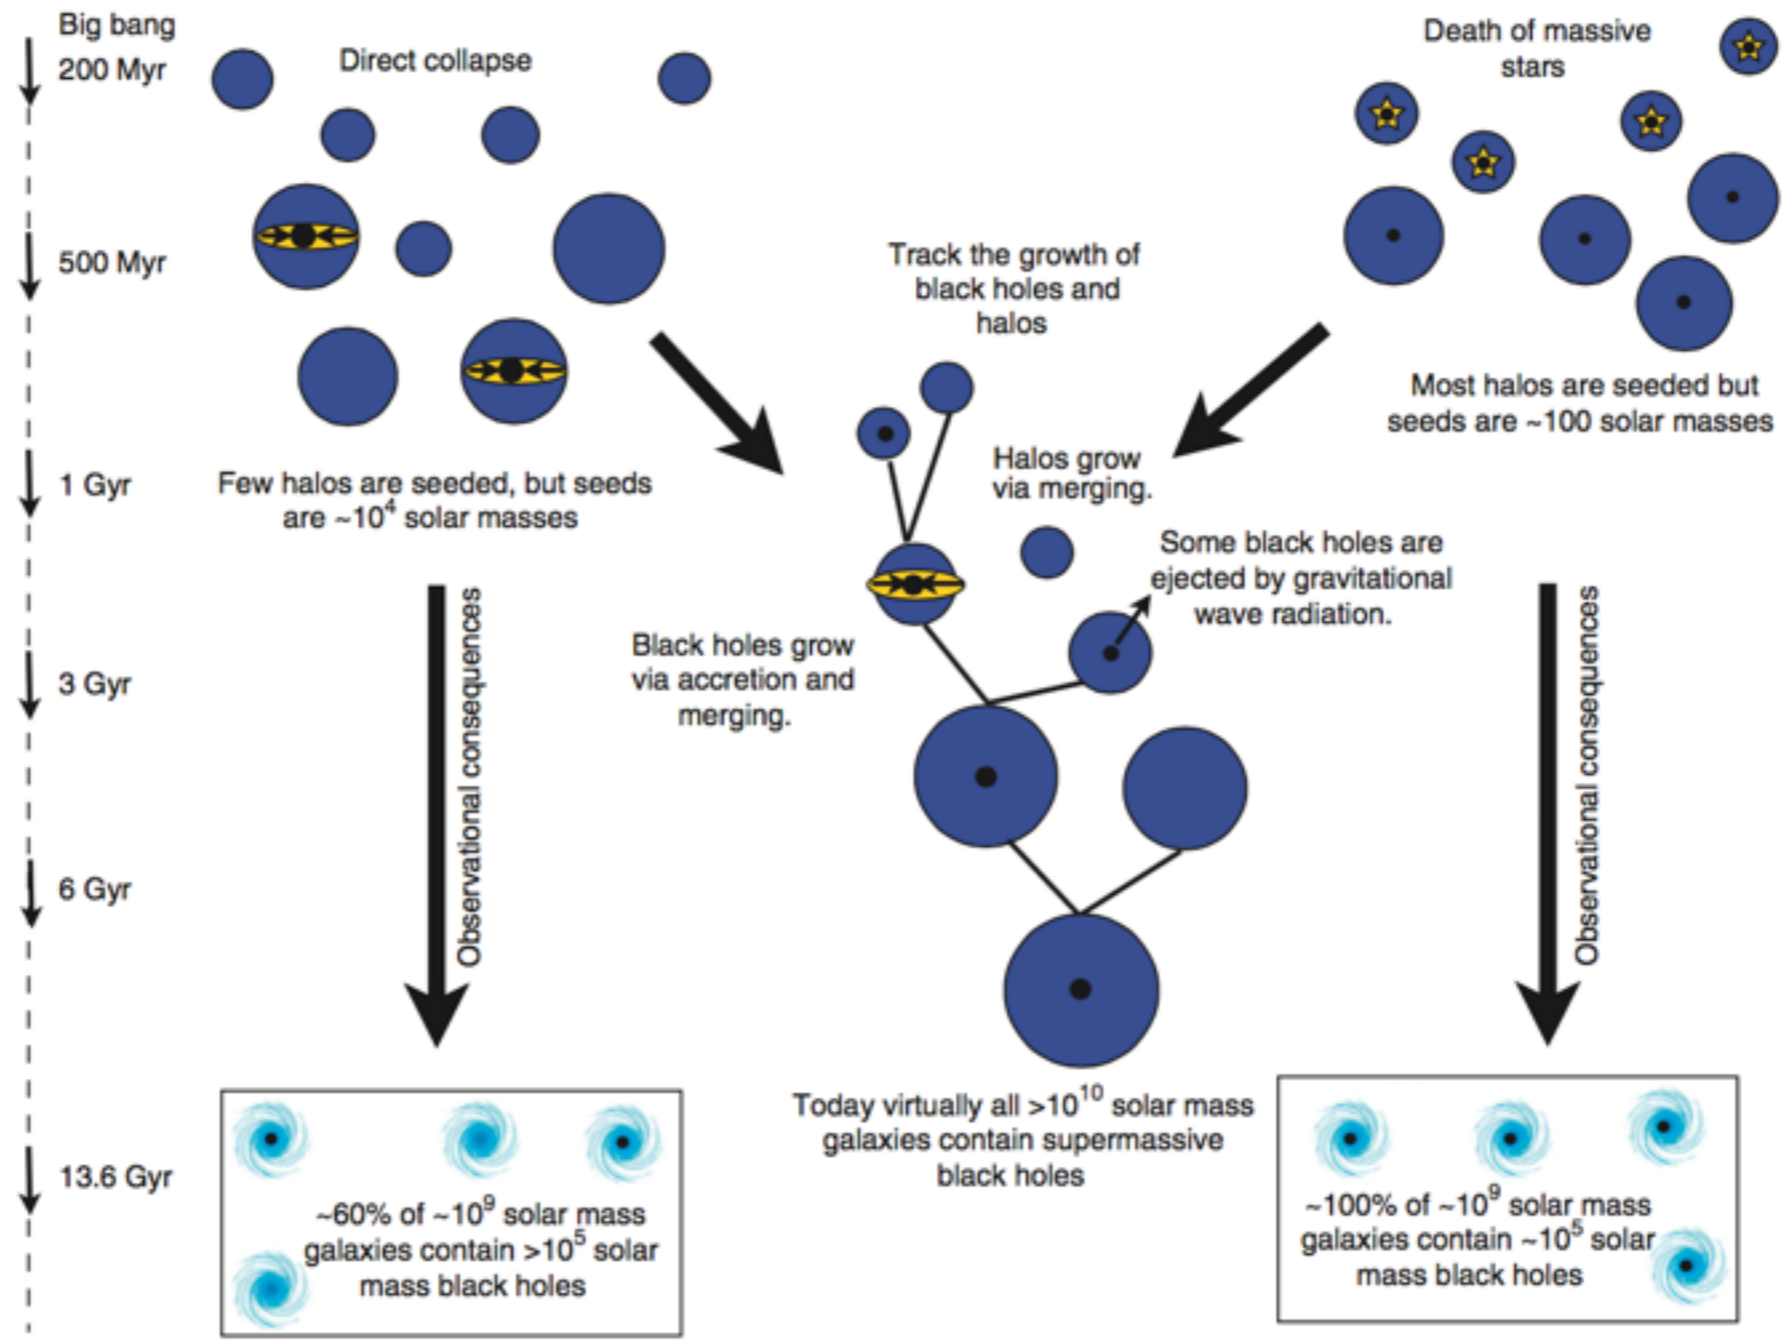 Big bang
200 Myr
500 Myr
1 Gyr
3 Gyr
6 Gyr
13.6 Gyr
Direct collapse
Few halos are seeded, but seeds
are ~10⁴ solar masses
Observational consequences
~60% of ~10⁹ solar mass
galaxies contain >10⁵ solar
mass black holes
Track the growth of
black holes and
halos
Halos grow
via merging.
Some black holes are
ejected by gravitational
wave radiation.
Black holes grow
via accretion and
merging.
Today virtually all >10¹⁰ solar mass
galaxies contain supermassive
black holes
Death of massive
stars
Most halos are seeded but
seeds are ~100 solar masses
Observational consequences
~100% of ~10⁹ solar mass
galaxies contain ~10⁵ solar
mass black holes